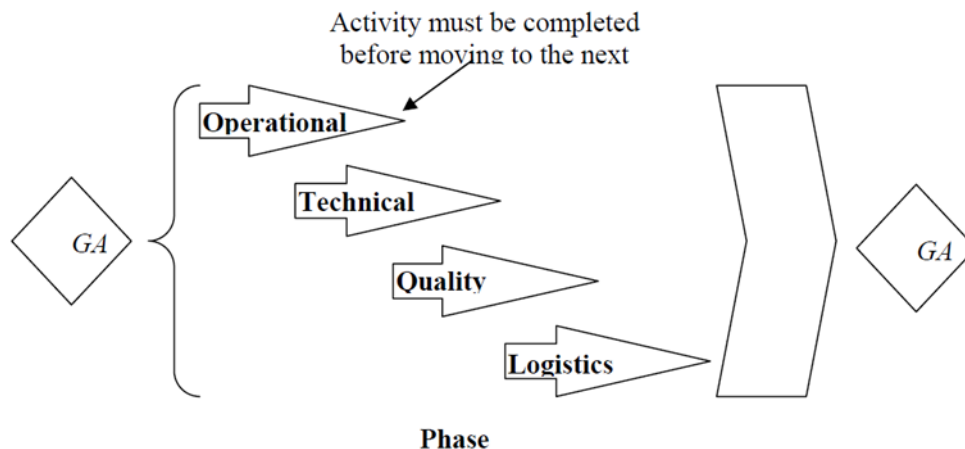 Activity must be completed
before moving to the next
Operational
Technical
GA
GA
Quality
Logistics
Phase